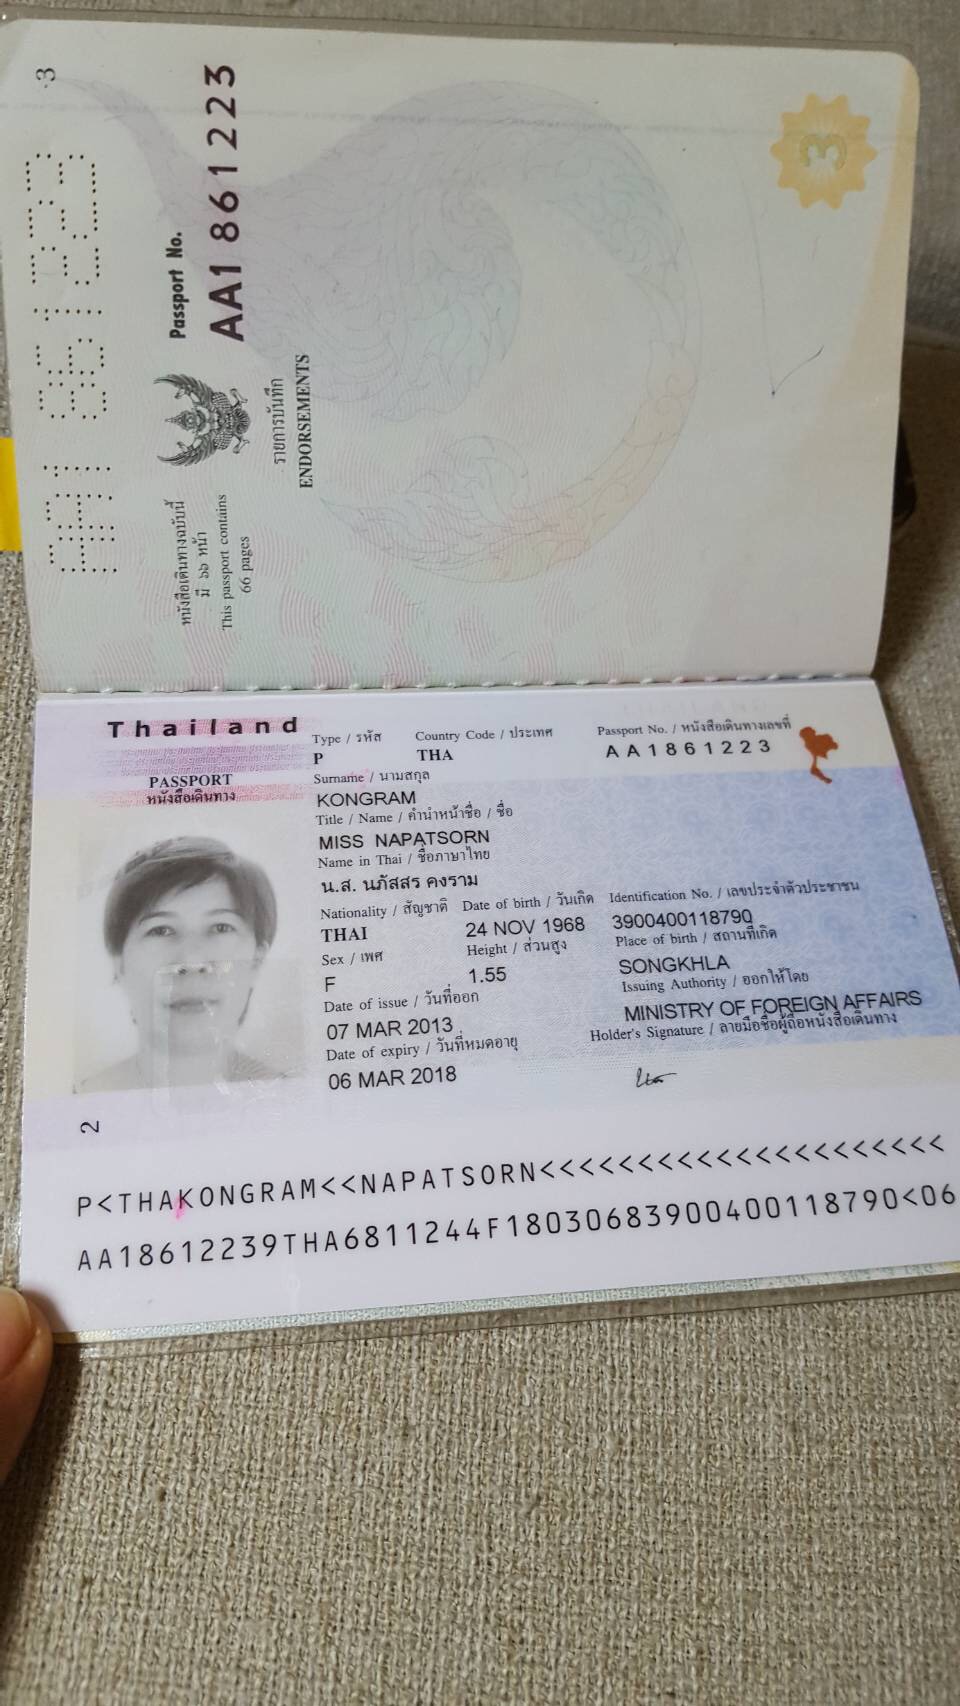 3
AA1861223
Passport No.
AA1861223
หนังสือเดินทางฉบับนี้
มี ๖๖ หน้า
This passport contains
66 pages
รายการบันทึก
ENDORSEMENTS
3
Thailand
PASSPORT
หนังสือเดินทาง
Type / รหัส Country Code / ประเทศ Passport No. / หนังสือเดินทางเลขที่
P THA AA1861223
Surname / นามสกุล
KONGRAM
Title / Name / คำนำหน้าชื่อ / ชื่อ
MISS NAPATSORN
Name in Thai / ชื่อภาษาไทย
น.ส. นภัสสร คงราม
Nationality / สัญชาติ Date of birth / วันเกิด Identification No. / เลขประจำตัวประชาชน
THAI 24 NOV 1968 3900400118790
Sex / เพศ Height / ส่วนสูง Place of birth / สถานที่เกิด
F 1.55 SONGKHLA
Date of issue / วันที่ออก Issuing Authority / ออกให้โดย
07 MAR 2013 MINISTRY OF FOREIGN AFFAIRS
Date of expiry / วันที่หมดอายุ Holder's Signature / ลายมือชื่อผู้ถือหนังสือเดินทาง
06 MAR 2018
2
P<THAKONGRAM<<NAPATSORN<<<<<<<<<<<<<<<<<<<<<
AA18612239THA6811244F18030683900400118790<06